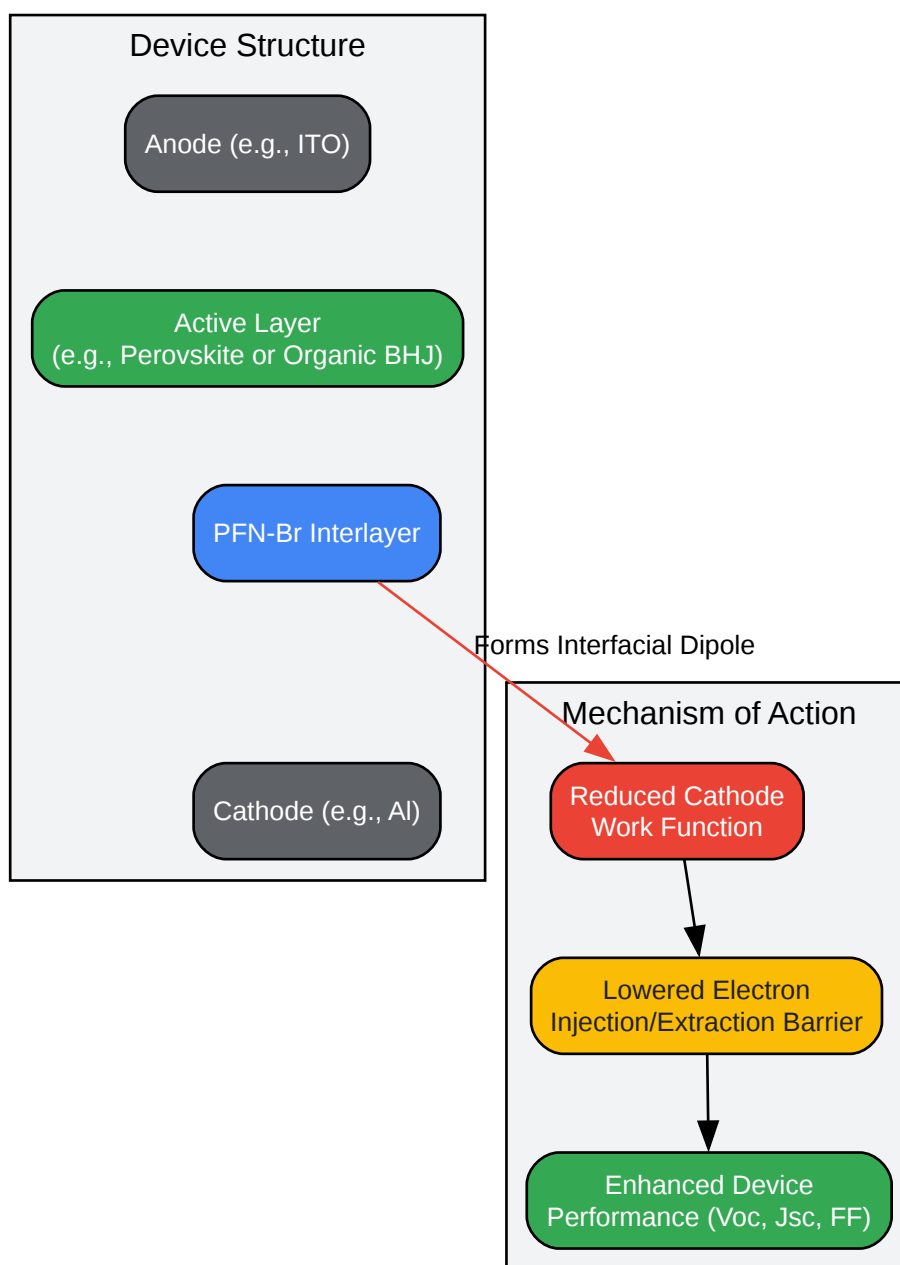 Device Structure
Anode (e.g., ITO)
Active Layer
(e.g., Perovskite or Organic BHJ)
PFN-Br Interlayer
Forms Interfacial Dipole
Cathode (e.g., Al)
Mechanism of Action
Reduced Cathode
Work Function
Lowered Electron
Injection/Extraction Barrier
Enhanced Device
Performance (Voc, Jsc, FF)